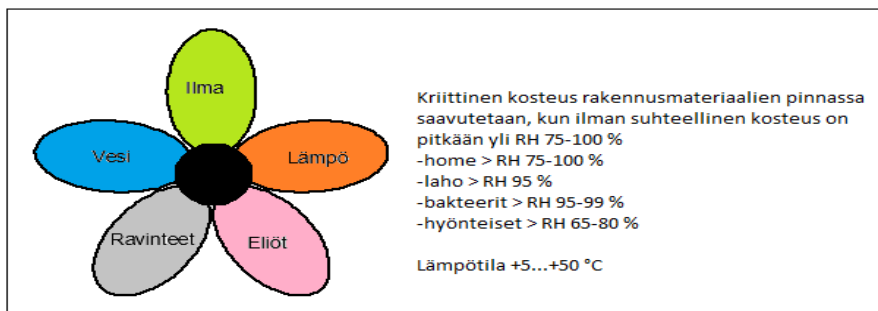 Ilma
Vesi
Lämpö
Ravinteet
Eliöt
Kriittinen kosteus rakennusmateriaalien pinnassa
saavutetaan, kun ilman suhteellinen kosteus on
pitkään yli RH 75-100 %
-home > RH 75-100 %
-laho > RH 95 %
-bakteerit > RH 95-99 %
-hyönteiset > RH 65-80 %
Lämpötila +5...+50 °C